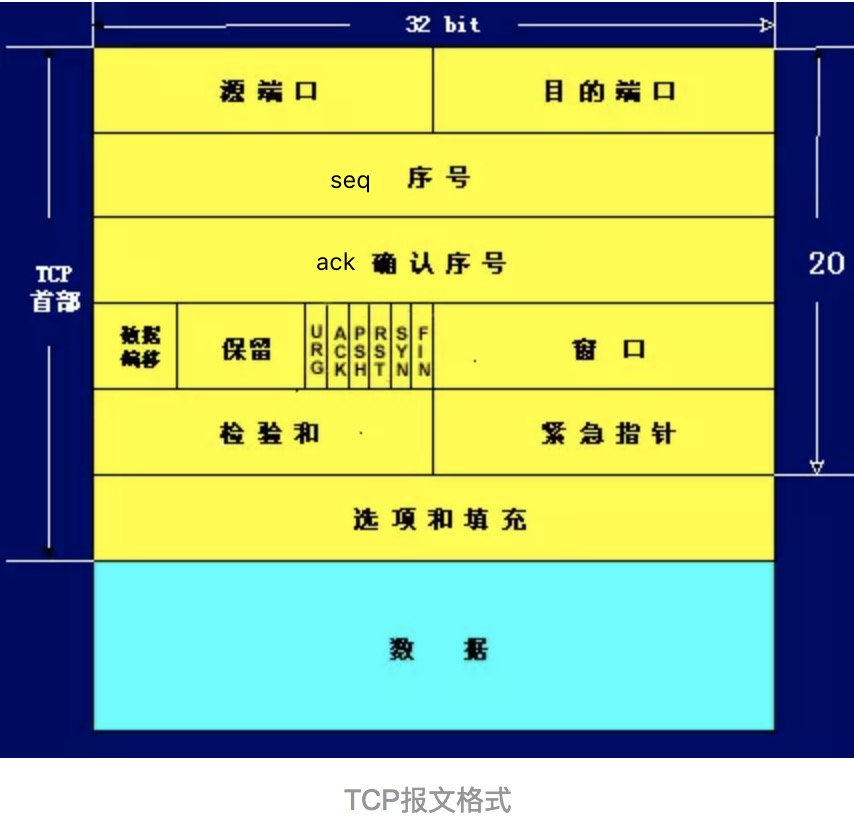 32 bit
源端口 目的端口
seq 序号
ack 确认序号
TCP
首部
20
数据
偏移
保留
URG ACK PSH RST SYN FIN
窗口
检验和 紧急指针
选项和填充
数据
TCP报文格式